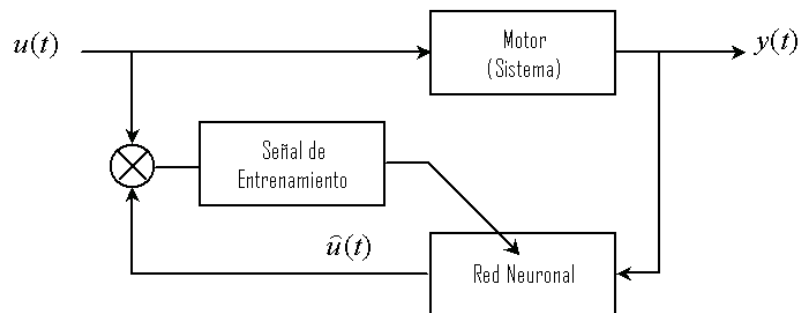 u(t)
Motor
(Sistema)
y(t)
Señal de
Entrenamiento
û(t)
Red Neuronal